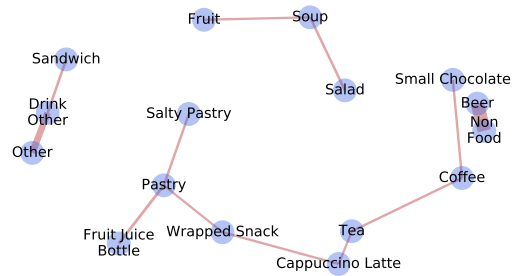 Fruit
Soup
Sandwich
Small Chocolate
Salad
Beer
Drink
Other
Salty Pastry
Non
Food
Other
Coffee
Pastry
Fruit Juice
Bottle
Wrapped Snack
Tea
Cappuccino Latte